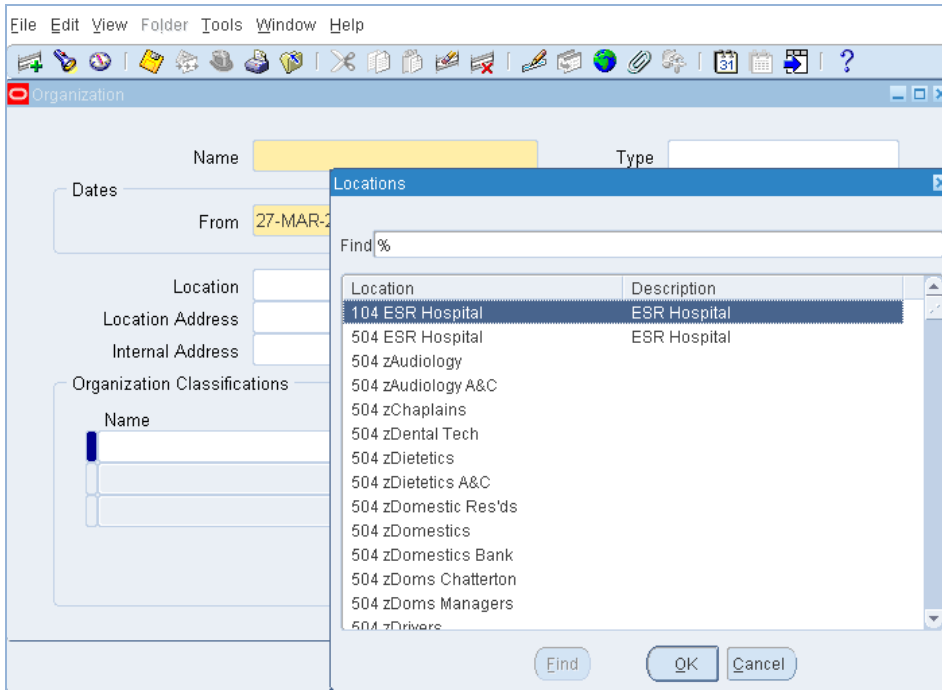 File Edit View Folder Tools Window Help
31
?
Organization
Name
Type
Dates
From 27-MAR-2
Location
Location Address
Internal Address
Organization Classifications
Name
Locations
Find %
Location Description
104 ESR Hospital ESR Hospital
504 ESR Hospital ESR Hospital
504 zAudiology
504 zAudiology A&C
504 zChaplains
504 zDental Tech
504 zDietetics
504 zDietetics A&C
504 zDomestic Res'ds
504 zDomestics
504 zDomestics Bank
504 zDoms Chatterton
504 zDoms Managers
504 zDrivers
Find OK Cancel